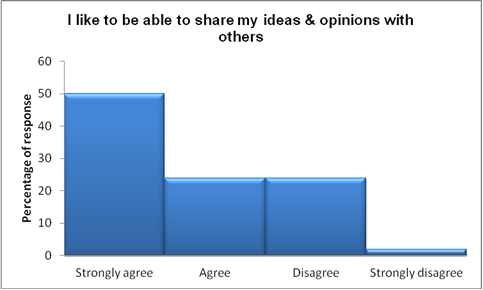 I like to be able to share my ideas & opinions with
others
Percentage of response
60
50
40
30
20
10
0
Strongly agree
Agree
Disagree
Strongly disagree